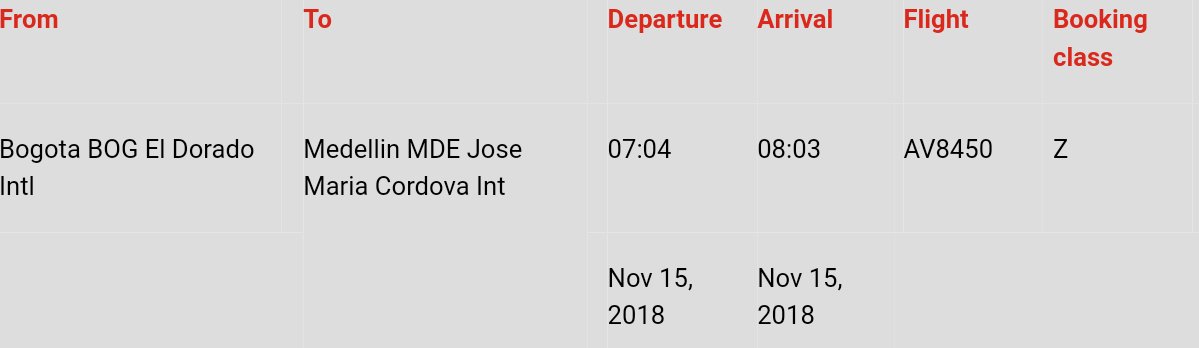 From To Departure Arrival Flight Booking
class
Bogota BOG El Dorado Medellin MDE Jose 07:04 08:03 AV8450 Z
Intl Maria Cordova Int
Nov 15, Nov 15,
2018 2018